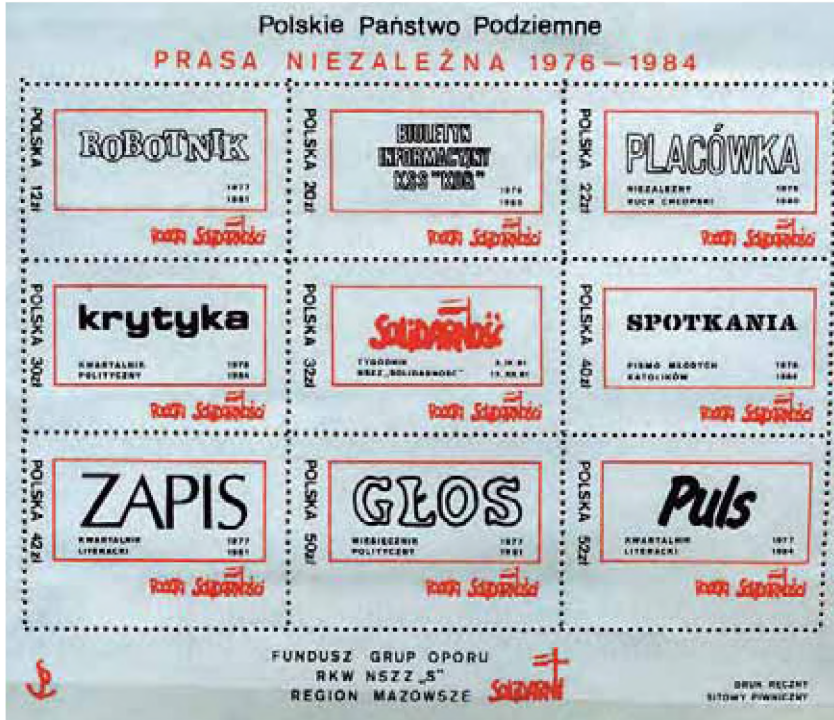 Polskie Państwo Podziemne
PRASA NIEZALEŻNA 1976–1984
POLSKA 12zł
ROBOTNIK
1977
1981
Poczta Solidarności
POLSKA 20zł
BIULETYN
INFORMACYJNY
KSS "KOR"
1976
1980
Poczta Solidarności
POLSKA 22zł
PLACÓWKA
NIEZALEŻNY 1979
RUCH CHŁOPSKI 1980
Poczta Solidarności
POLSKA 30zł
krytyka
KWARTALNIK 1978
POLITYCZNY 1984
Poczta Solidarności
POLSKA 32zł
SOLIDARNOŚĆ
TYGODNIK
NSZZ „SOLIDARNOŚĆ"
Poczta Solidarności
POLSKA 40zł
SPOTKANIA
PISMO MŁODYCH 1978
KATOLIKÓW 1984
Poczta Solidarności
POLSKA 42zł
ZAPIS
KWARTALNIK 1977
LITERACKI 1981
Poczta Solidarności
POLSKA 50zł
GŁOS
MIESIĘCZNIK 1977
POLITYCZNY 1981
Poczta Solidarności
POLSKA 52zł
Puls
KWARTALNIK 1977
LITERACKI 1984
Poczta Solidarności
FUNDUSZ GRUP OPORU
RKW NSZZ „S"
REGION MAZOWSZE
SOLIDARNI
DRUK RĘCZNY
SITOWY PIWNICZNY